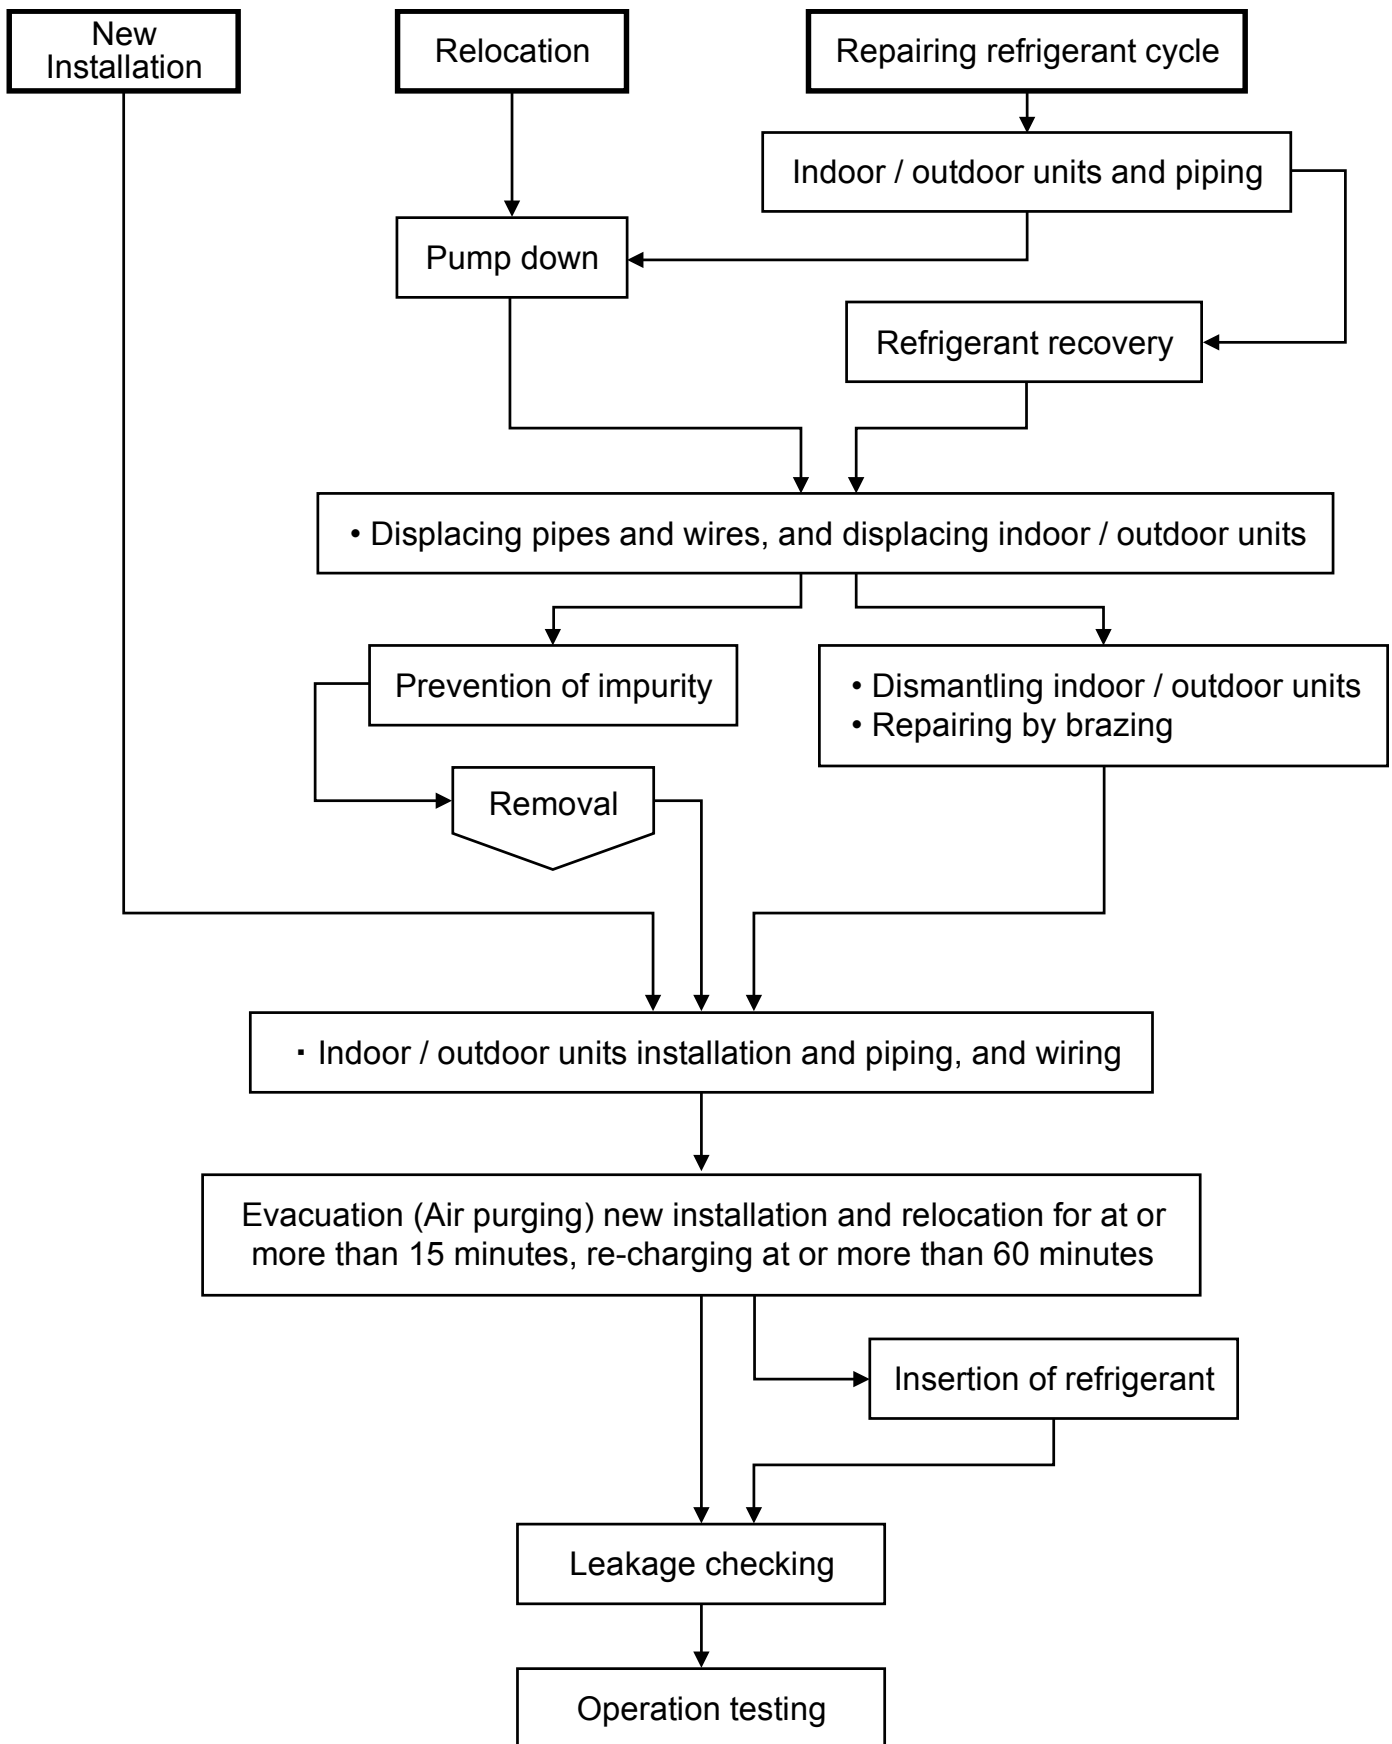 New
Installation
Relocation
Repairing refrigerant cycle
Indoor / outdoor units and piping
Pump down
Refrigerant recovery
• Displacing pipes and wires, and displacing indoor / outdoor units
Prevention of impurity
• Dismantling indoor / outdoor units
• Repairing by brazing
Removal
・Indoor / outdoor units installation and piping, and wiring
Evacuation (Air purging) new installation and relocation for at or
more than 15 minutes, re-charging at or more than 60 minutes
Insertion of refrigerant
Leakage checking
Operation testing